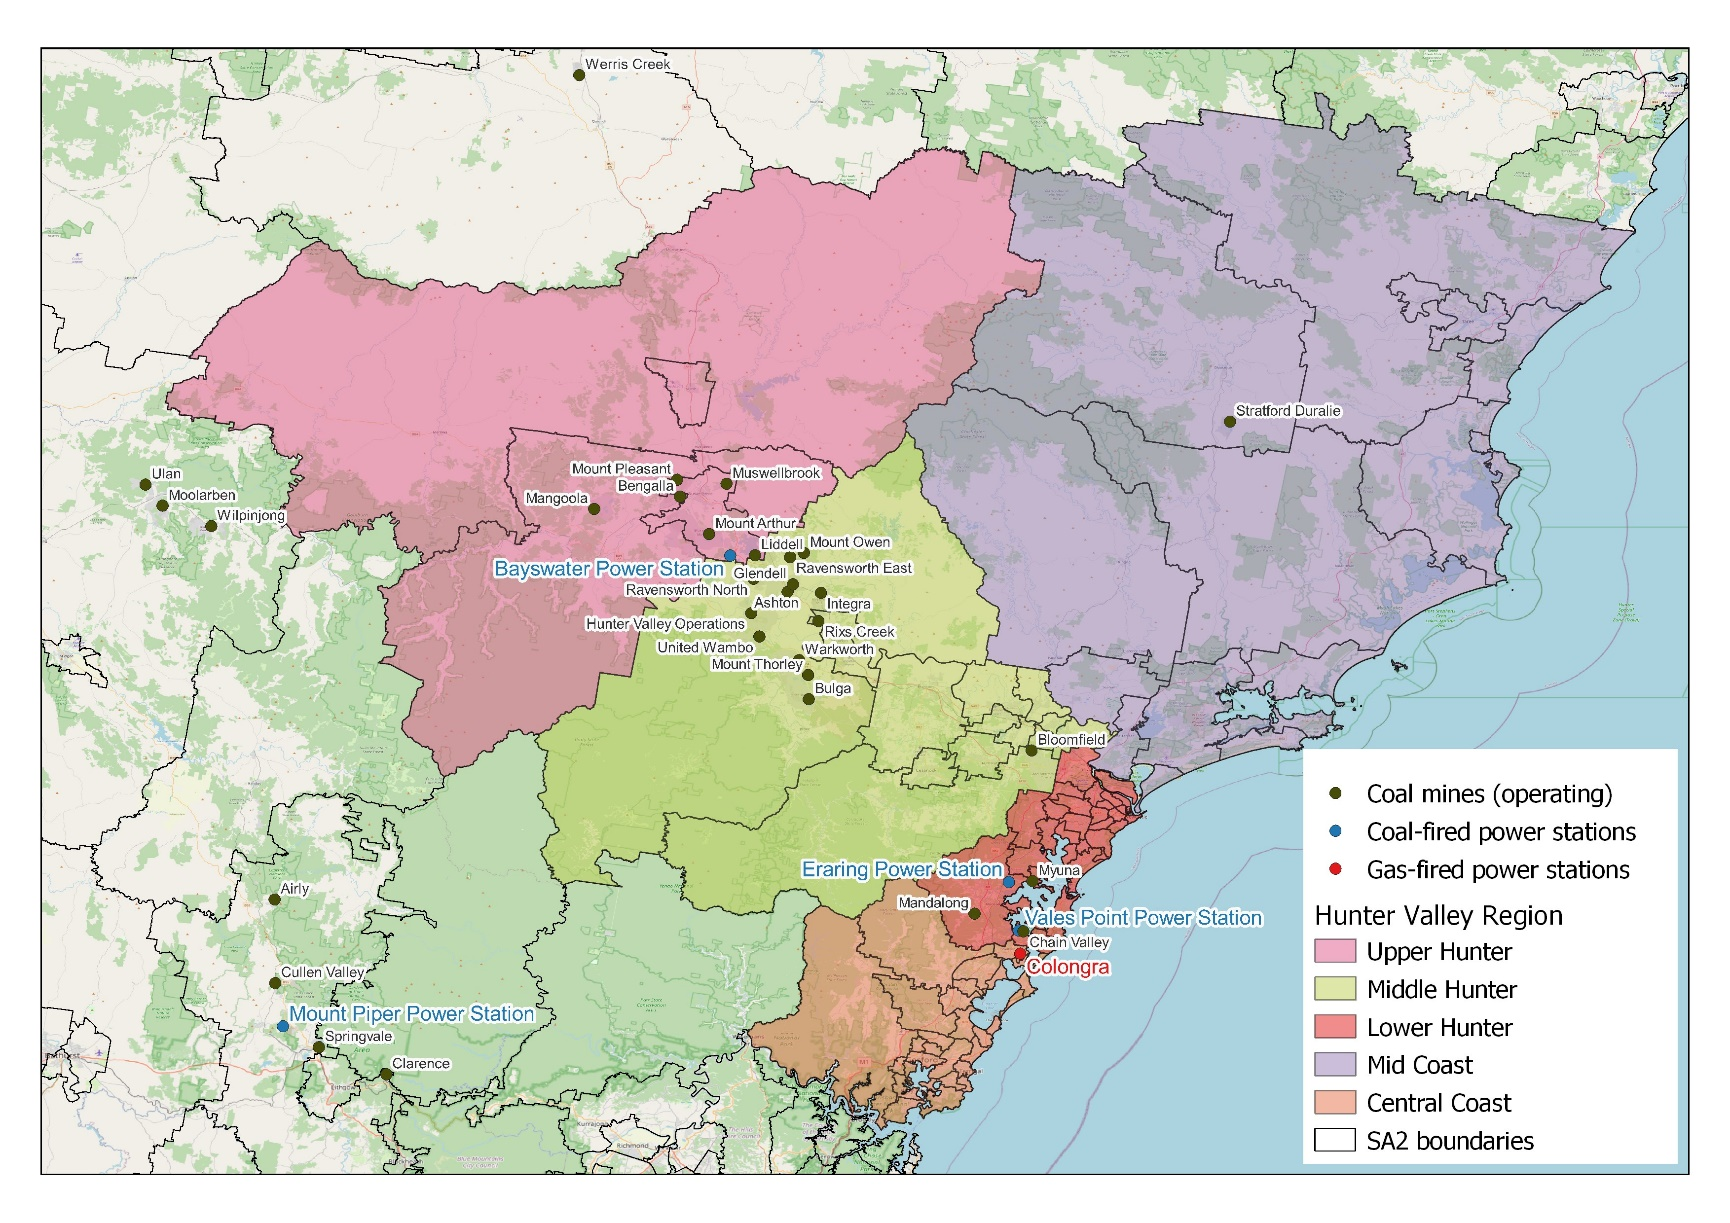 Werris Creek
Stratford Duralie
Ulan
Moolarben
Wilpinjong
Mount Pleasant
Bengalla
Muswellbrook
Mangoola
Mount Arthur
Liddell
Mount Owen
Bayswater Power Station
Glendell
Ravensworth East
Ravensworth North
Ashton
Integra
Hunter Valley Operations
Rixs Creek
United Wambo
Warkworth
Mount Thorley
Bulga
Bloomfield
Eraring Power Station
Myuna
Mandalong
Vales Point Power Station
Chain Valley
Colongra
Airly
Cullen Valley
Mount Piper Power Station
Springvale
Clarence
Richmond
Coal mines (operating)
Coal-fired power stations
Gas-fired power stations
Hunter Valley Region
Upper Hunter
Middle Hunter
Lower Hunter
Mid Coast
Central Coast
SA2 boundaries